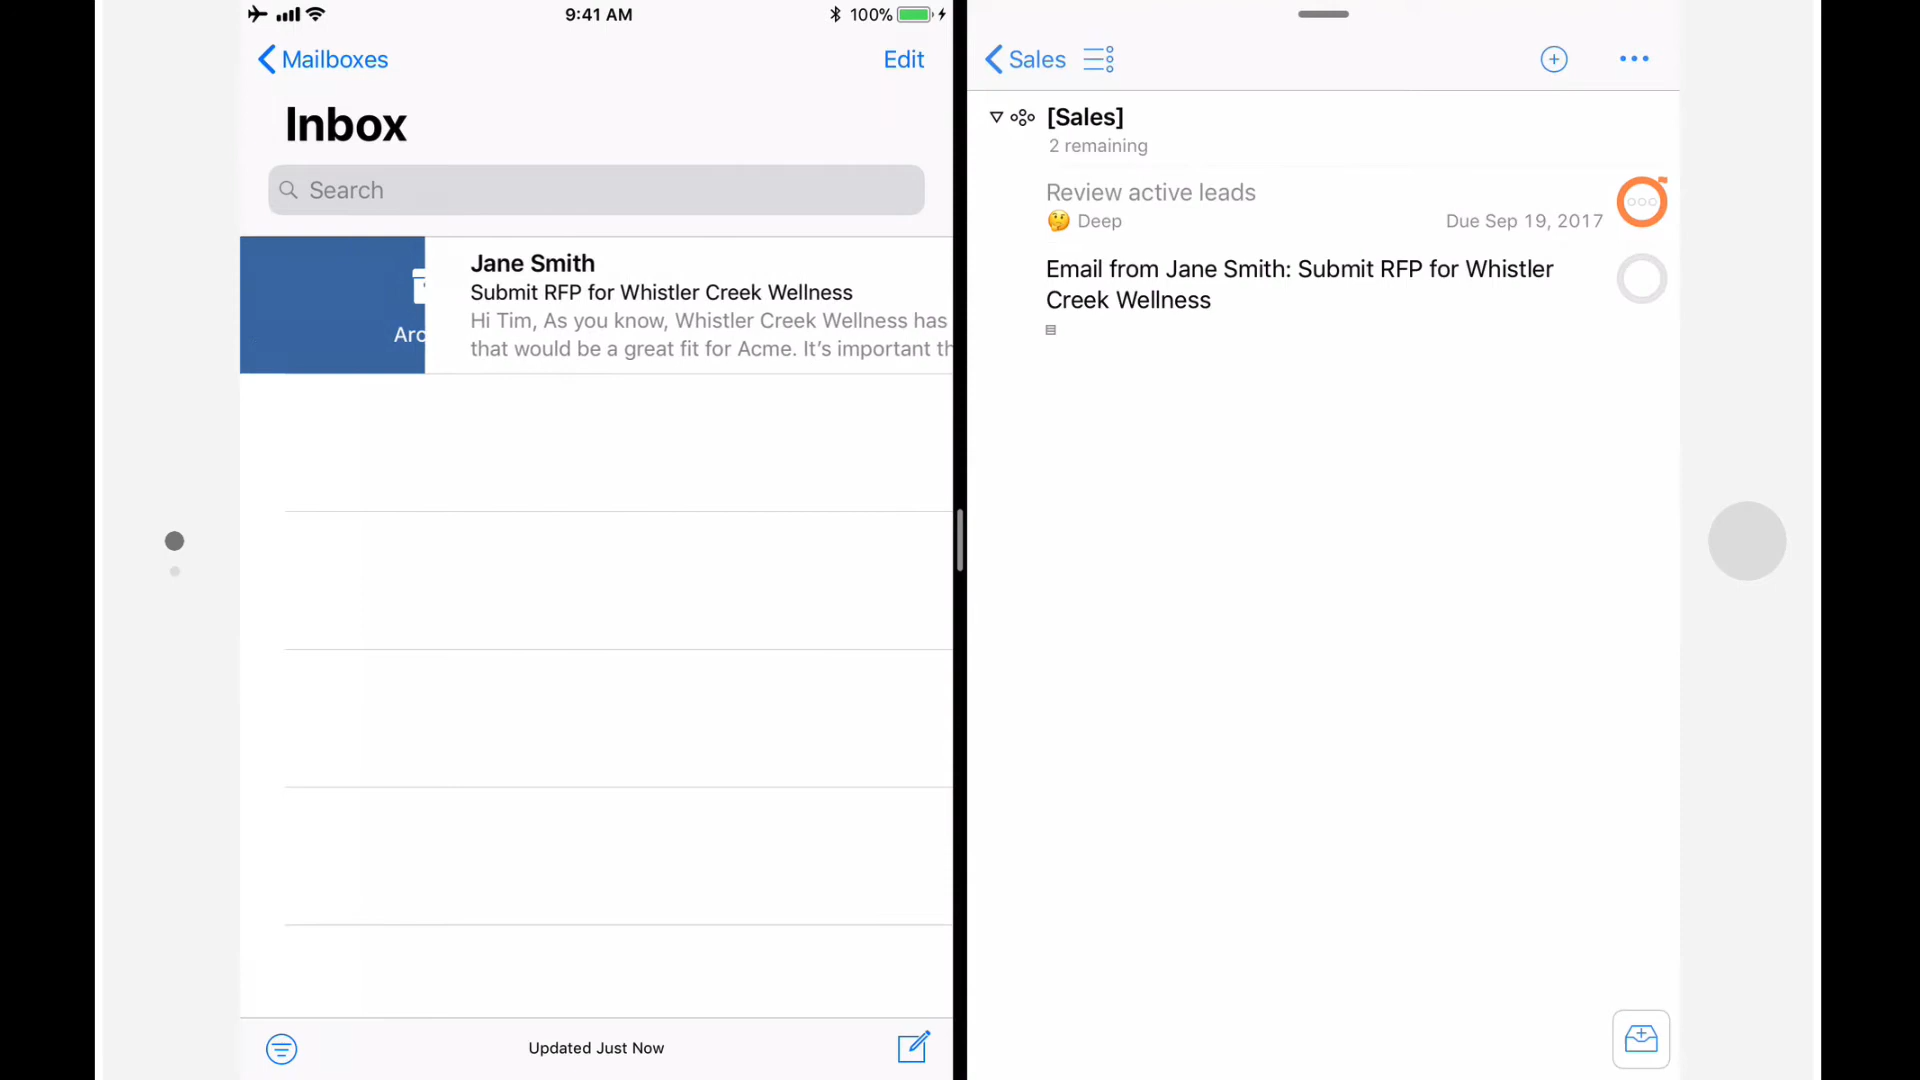 9:41 AM
100%
Mailboxes
Edit
Inbox
Search
Arc
Jane Smith
Submit RFP for Whistler Creek Wellness
Hi Tim, As you know, Whistler Creek Wellness has
that would be a great fit for Acme. It’s important th
Updated Just Now
Sales
[Sales]
2 remaining
Review active leads
🤔 Deep
Due Sep 19, 2017
Email from Jane Smith: Submit RFP for Whistler
Creek Wellness